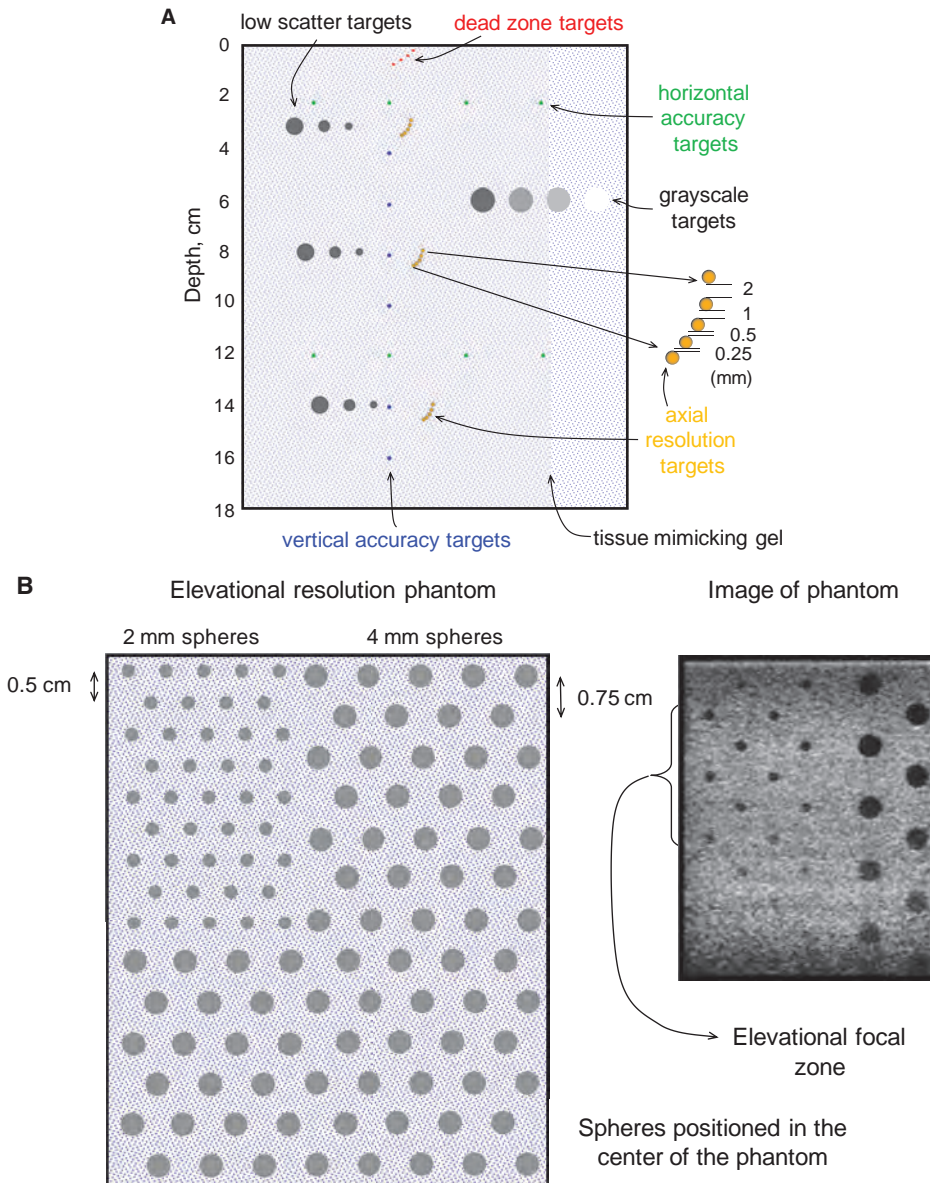 A
low scatter targets
dead zone targets
0
2
4
6
8
10
12
14
16
18
Depth, cm
horizontal
accuracy
targets
grayscale
targets
2
1
0.5
0.25
(mm)
axial
resolution
targets
vertical accuracy targets
tissue mimicking gel
B
Elevational resolution phantom
Image of phantom
2 mm spheres
4 mm spheres
0.5 cm
0.75 cm
Elevational focal
zone
Spheres positioned in the
center of the phantom